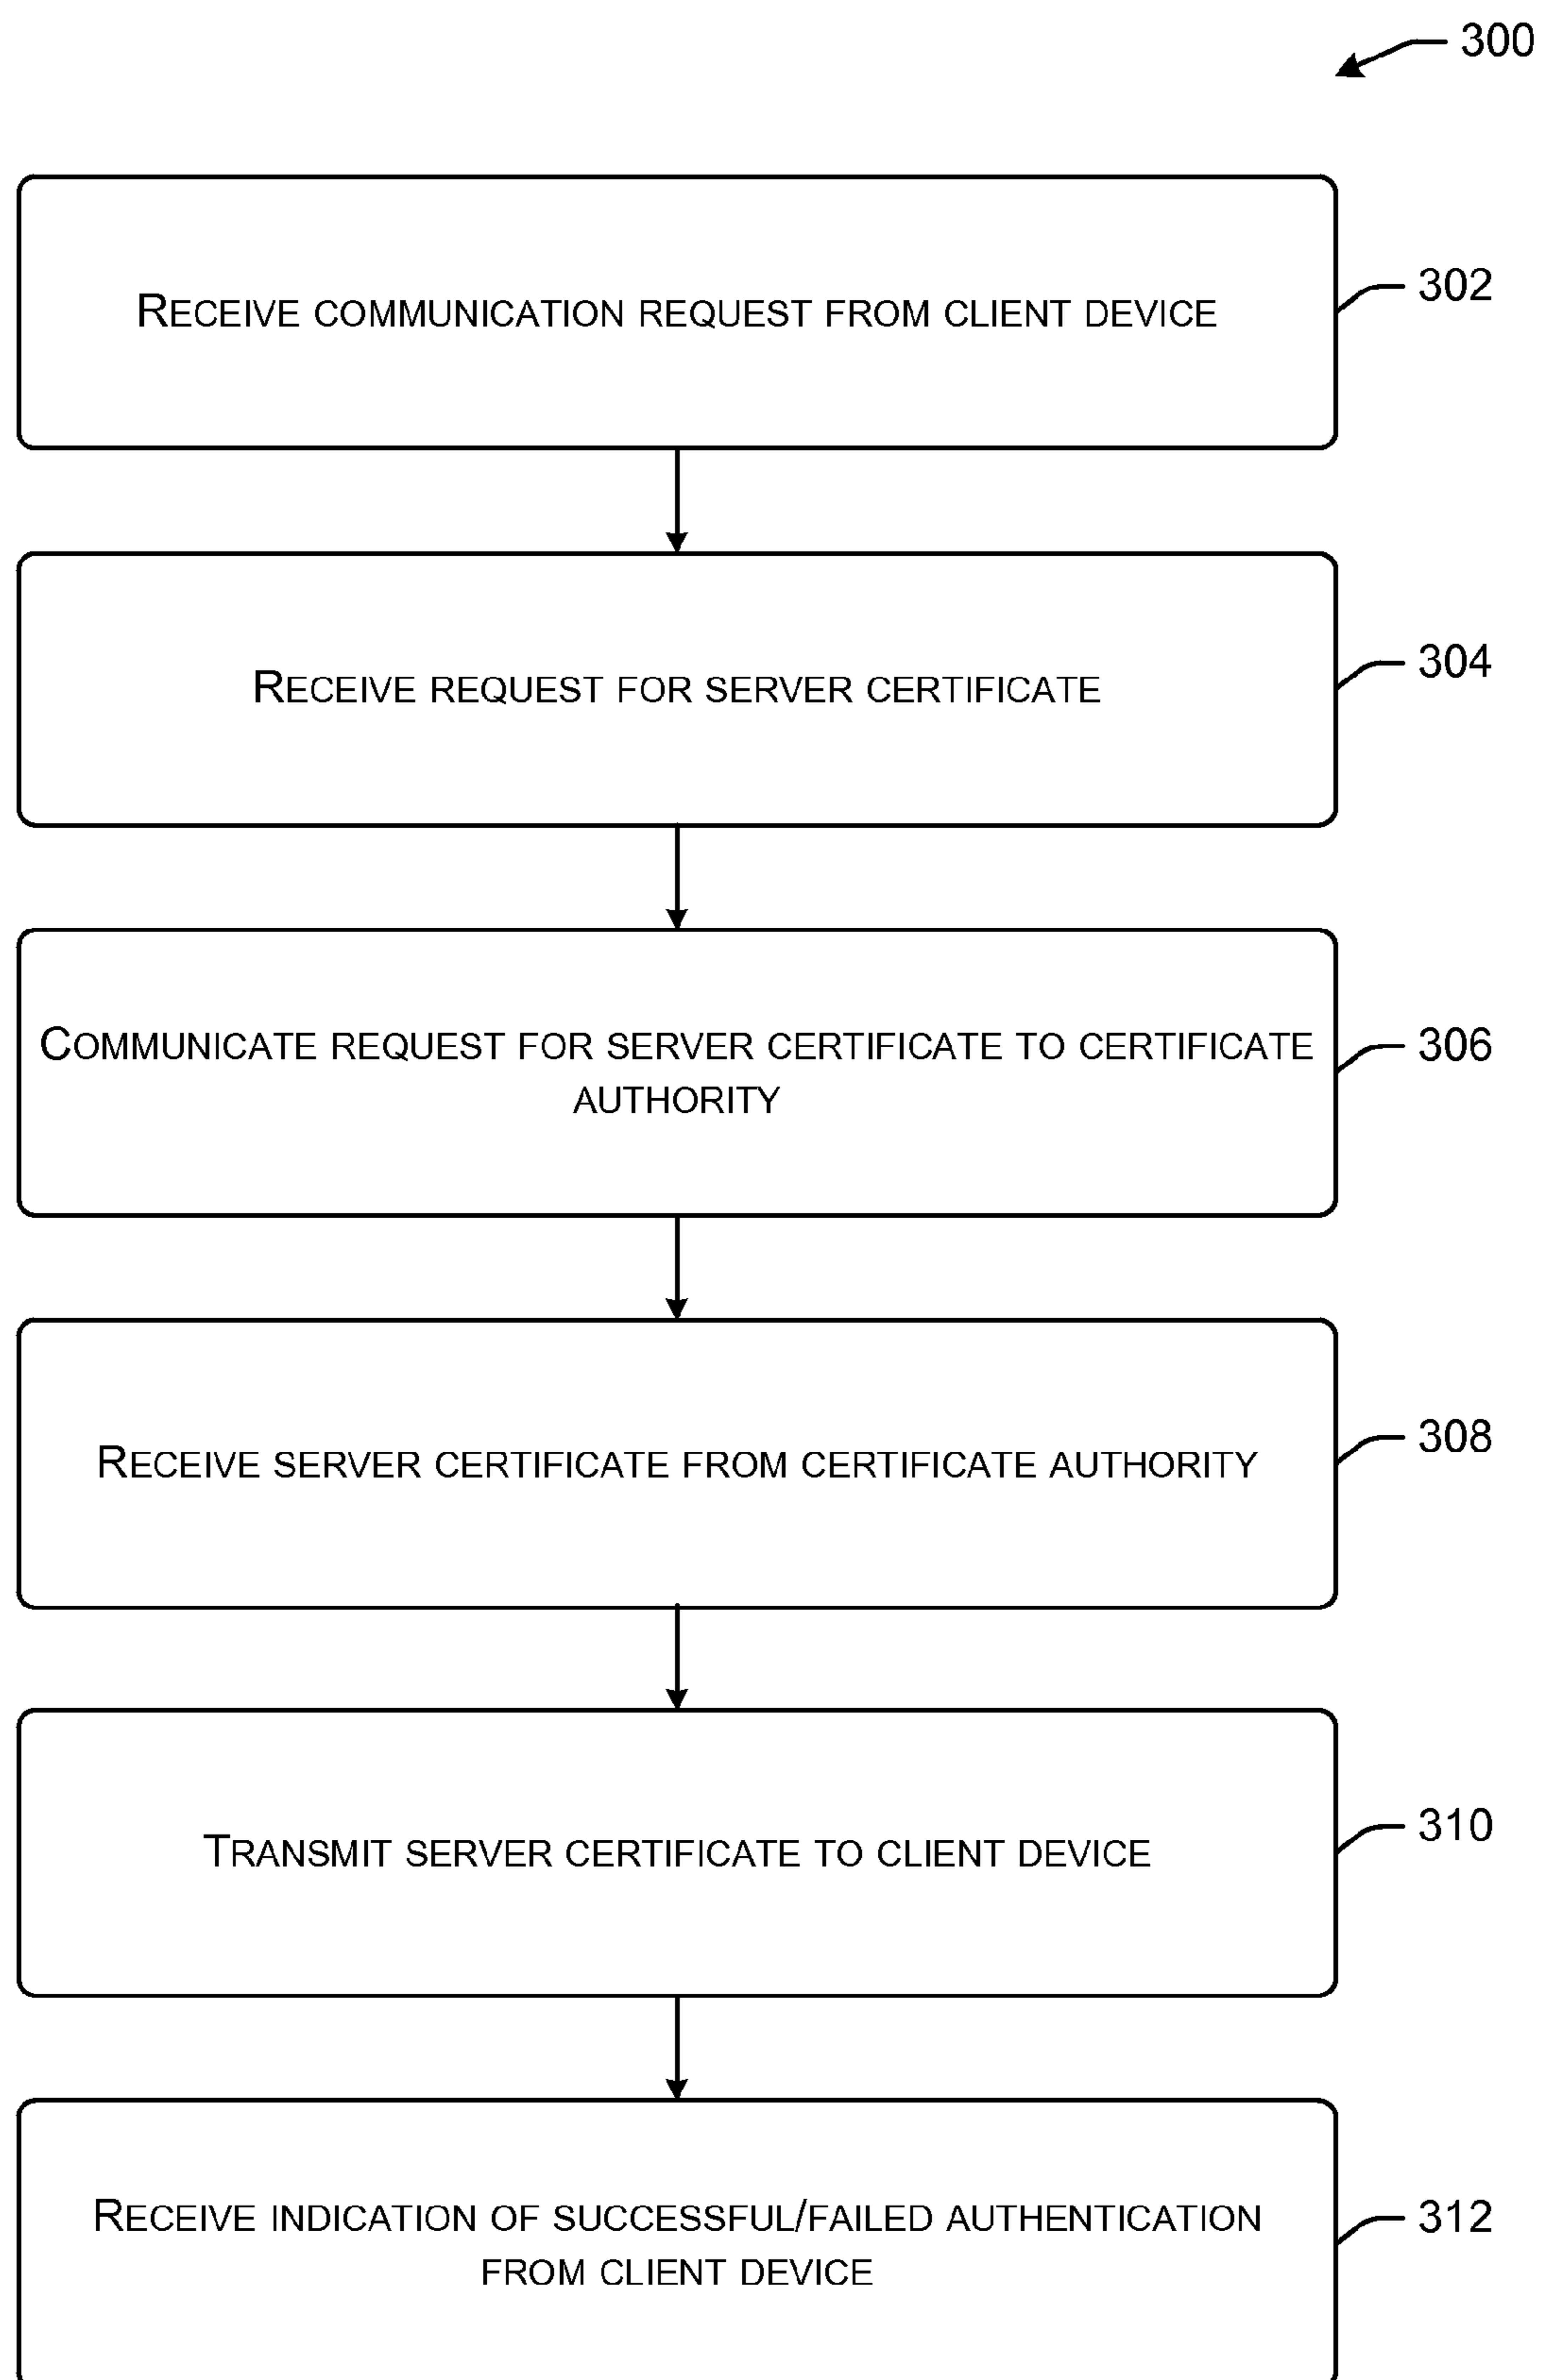 300
RECEIVE COMMUNICATION REQUEST FROM CLIENT DEVICE
302
RECEIVE REQUEST FOR SERVER CERTIFICATE
304
COMMUNICATE REQUEST FOR SERVER CERTIFICATE TO CERTIFICATE
AUTHORITY
306
RECEIVE SERVER CERTIFICATE FROM CERTIFICATE AUTHORITY
308
TRANSMIT SERVER CERTIFICATE TO CLIENT DEVICE
310
RECEIVE INDICATION OF SUCCESSFUL/FAILED AUTHENTICATION
FROM CLIENT DEVICE
312